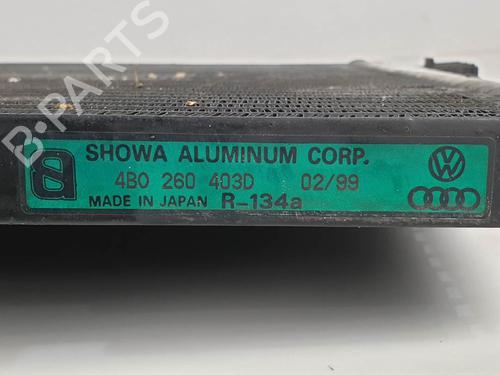 B-PARTS
SHOWA ALUMINUM CORP.
4B0 260 403D 02/99
MADE IN JAPAN R-134a